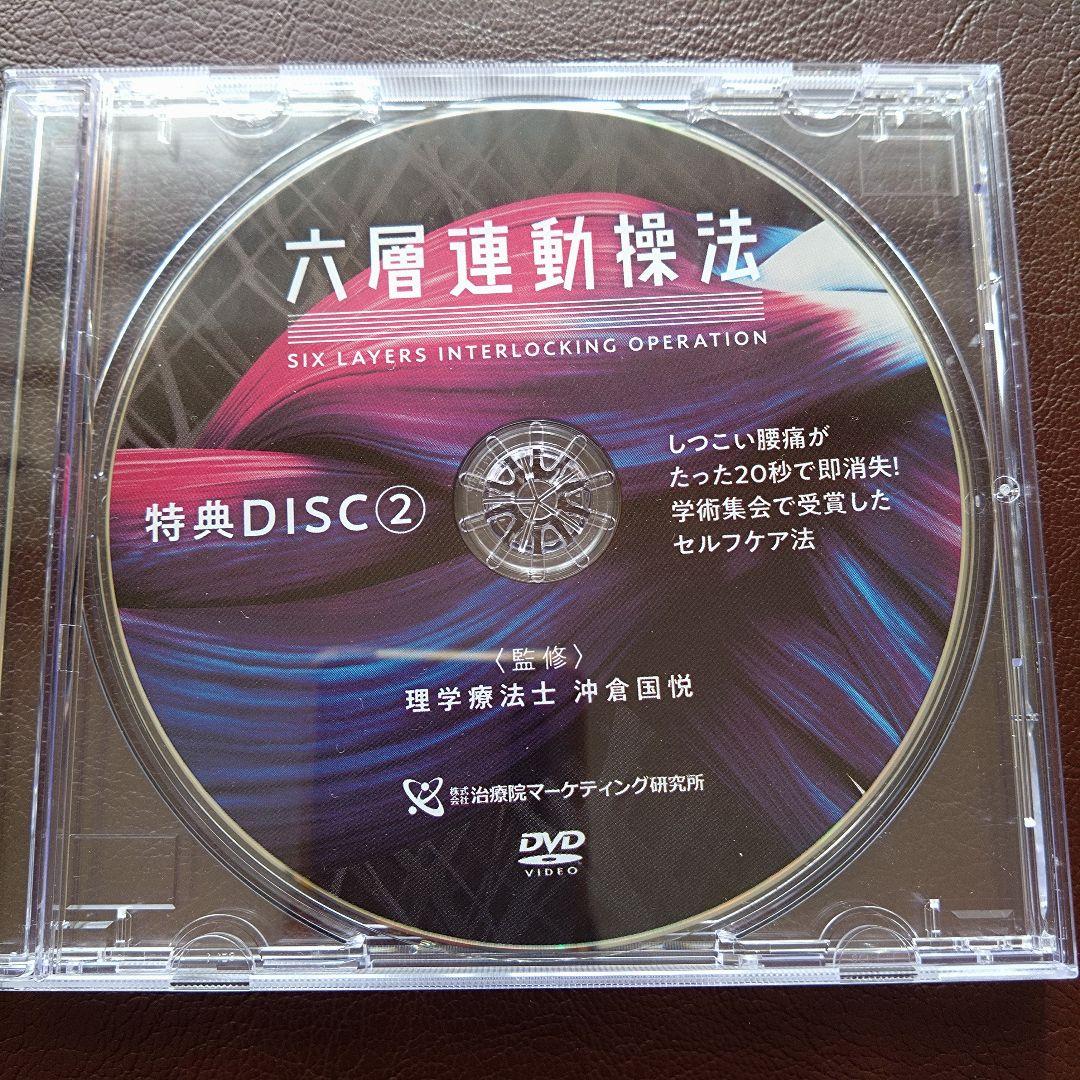 六層連動操法
SIX LAYERS INTERLOCKING OPERATION
しつこい腰痛が
たった20秒で即消失!
学術集会で受賞した
セルフケア法
特典DISC②
〈監修〉
理学療法士 沖倉国悦
株式会社 治療院マーケティング研究所
DVD
VIDEO